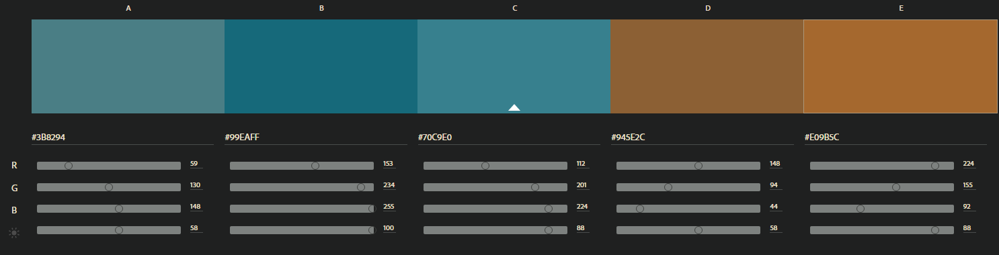 A B C D E
#3B8294 #99EAFF #70C9E0 #945E2C #E09B5C
R 59 153 112 148 224
G 130 234 201 94 155
B 148 255 224 44 92
58 100 88 58 88